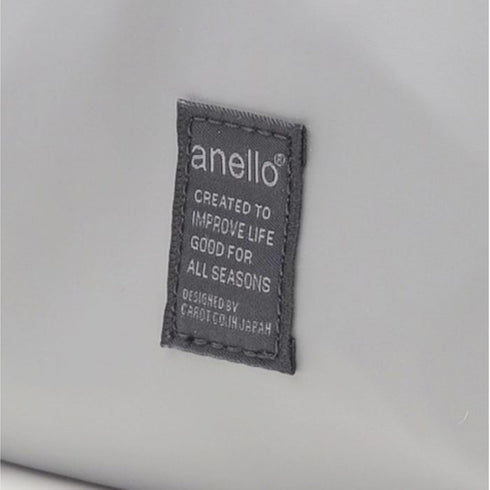 anello®
CREATED TO
IMPROVE LIFE
GOOD FOR
ALL SEASONS
DESIGNED BY
CAROT CO.IN JAPAN